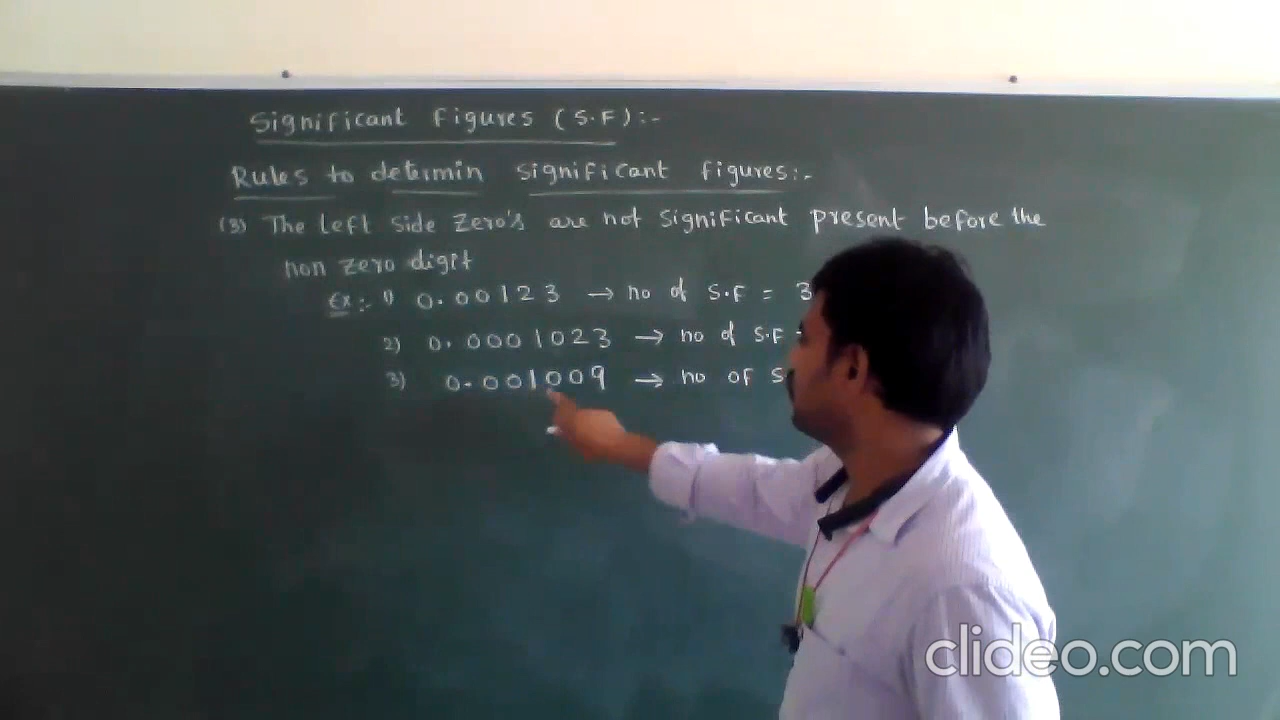 Significant Figures (S.F):-
Rules to determin significant figures:-
(3) The left side zero's are not significant present before the
non zero digit
Ex:- 1) 0.00123 → no of S.F = 3
2) 0.0001023 → no of S.F =
3) 0.001009 → no of S
clideo.com